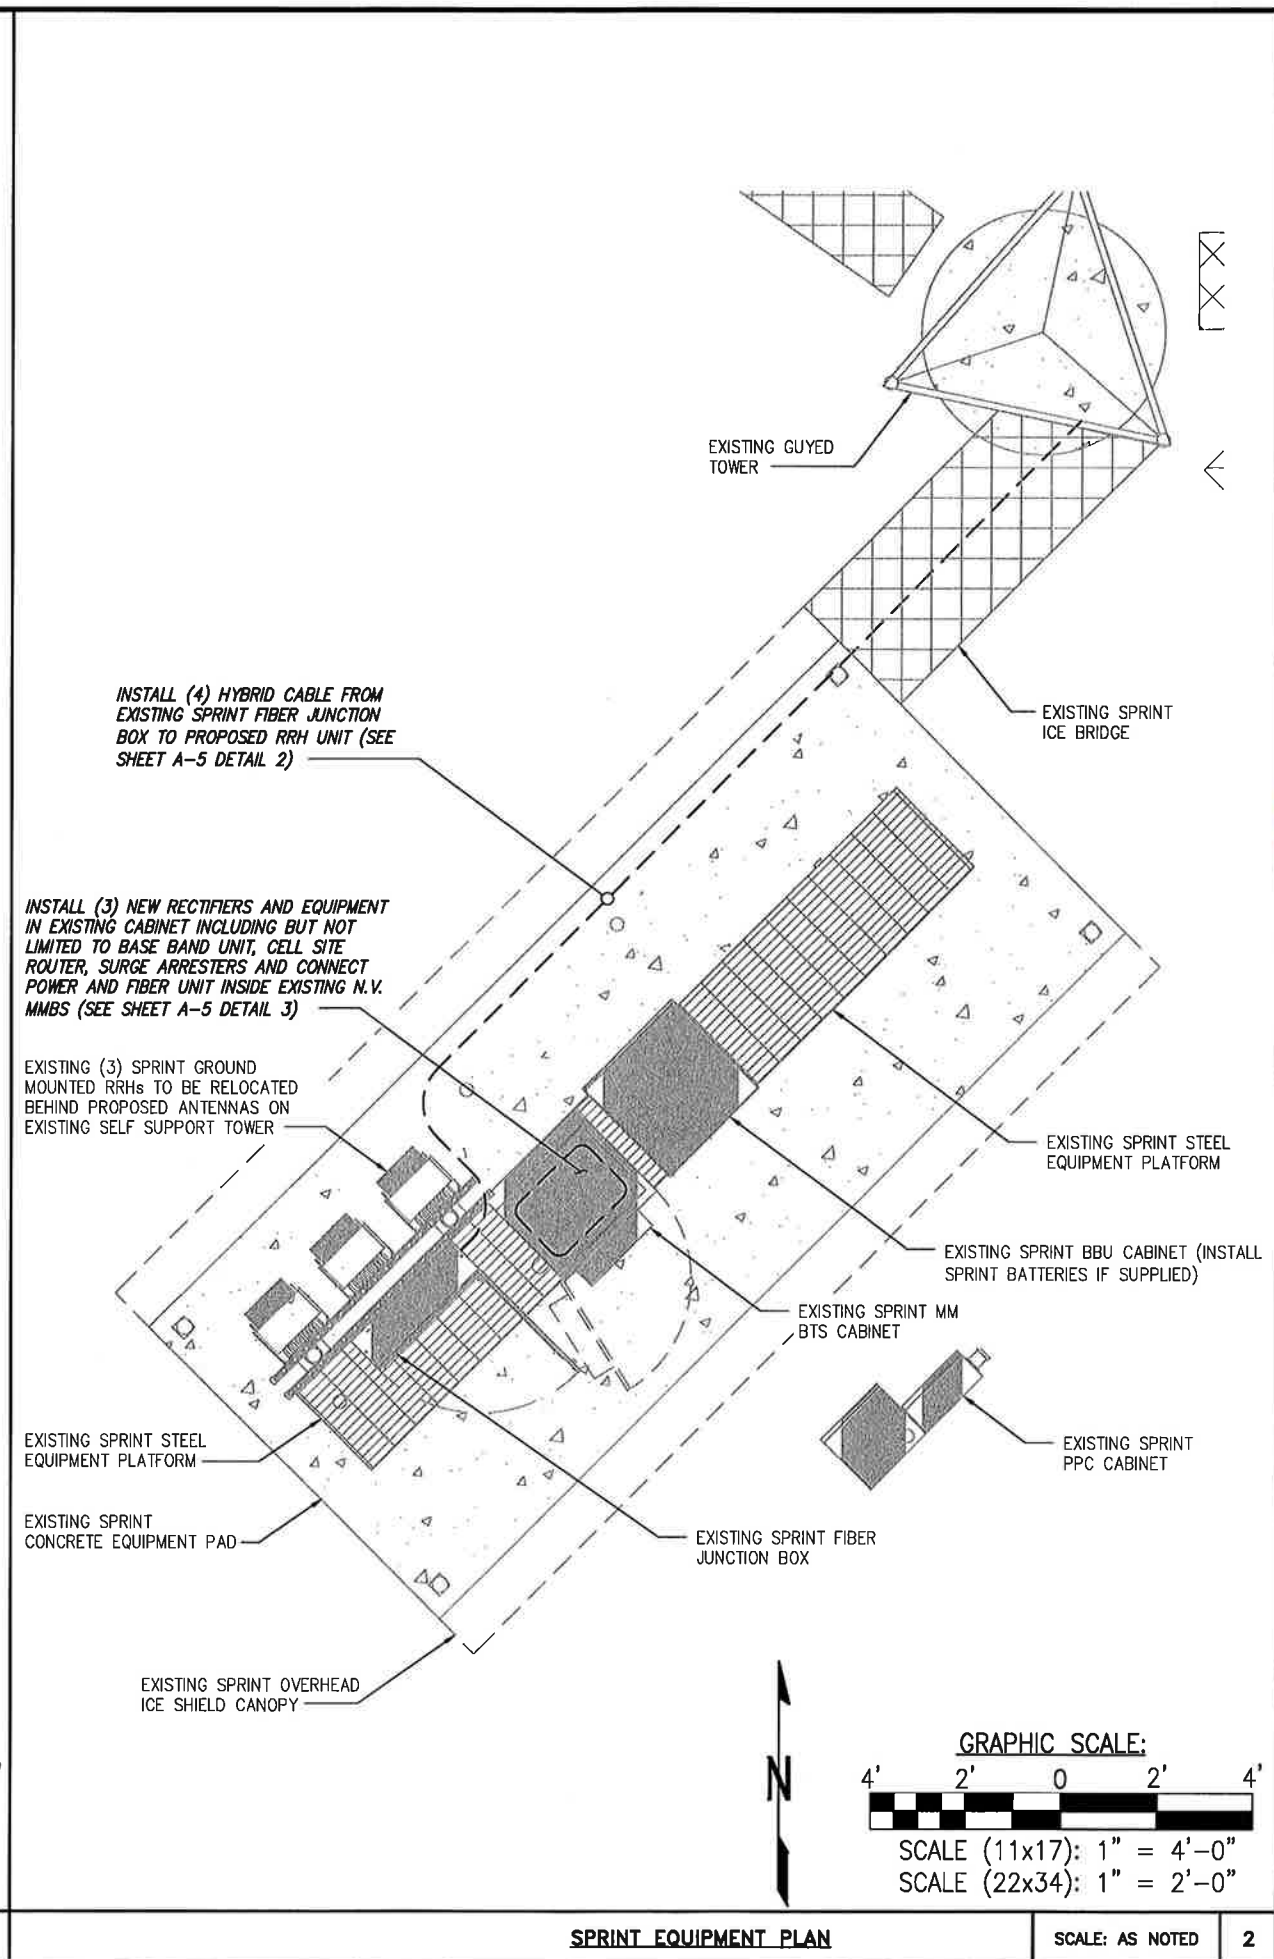 EXISTING GUYED
TOWER
INSTALL (4) HYBRID CABLE FROM
EXISTING SPRINT FIBER JUNCTION
BOX TO PROPOSED RRH UNIT (SEE
SHEET A-5 DETAIL 2)
EXISTING SPRINT
ICE BRIDGE
INSTALL (3) NEW RECTIFIERS AND EQUIPMENT
IN EXISTING CABINET INCLUDING BUT NOT
LIMITED TO BASE BAND UNIT, CELL SITE
ROUTER, SURGE ARRESTERS AND CONNECT
POWER AND FIBER UNIT INSIDE EXISTING N.V.
MMBS (SEE SHEET A-5 DETAIL 3)
EXISTING (3) SPRINT GROUND
MOUNTED RRHs TO BE RELOCATED
BEHIND PROPOSED ANTENNAS ON
EXISTING SELF SUPPORT TOWER
EXISTING SPRINT STEEL
EQUIPMENT PLATFORM
EXISTING SPRINT BBU CABINET (INSTALL
SPRINT BATTERIES IF SUPPLIED)
EXISTING SPRINT MM
BTS CABINET
EXISTING SPRINT STEEL
EQUIPMENT PLATFORM
EXISTING SPRINT
PPC CABINET
EXISTING SPRINT
CONCRETE EQUIPMENT PAD
EXISTING SPRINT FIBER
JUNCTION BOX
EXISTING SPRINT OVERHEAD
ICE SHIELD CANOPY
N
GRAPHIC SCALE:
4' 2' 0 2' 4'
SCALE (11x17): 1" = 4'-0"
SCALE (22x34): 1" = 2'-0"
SPRINT EQUIPMENT PLAN
SCALE: AS NOTED
2